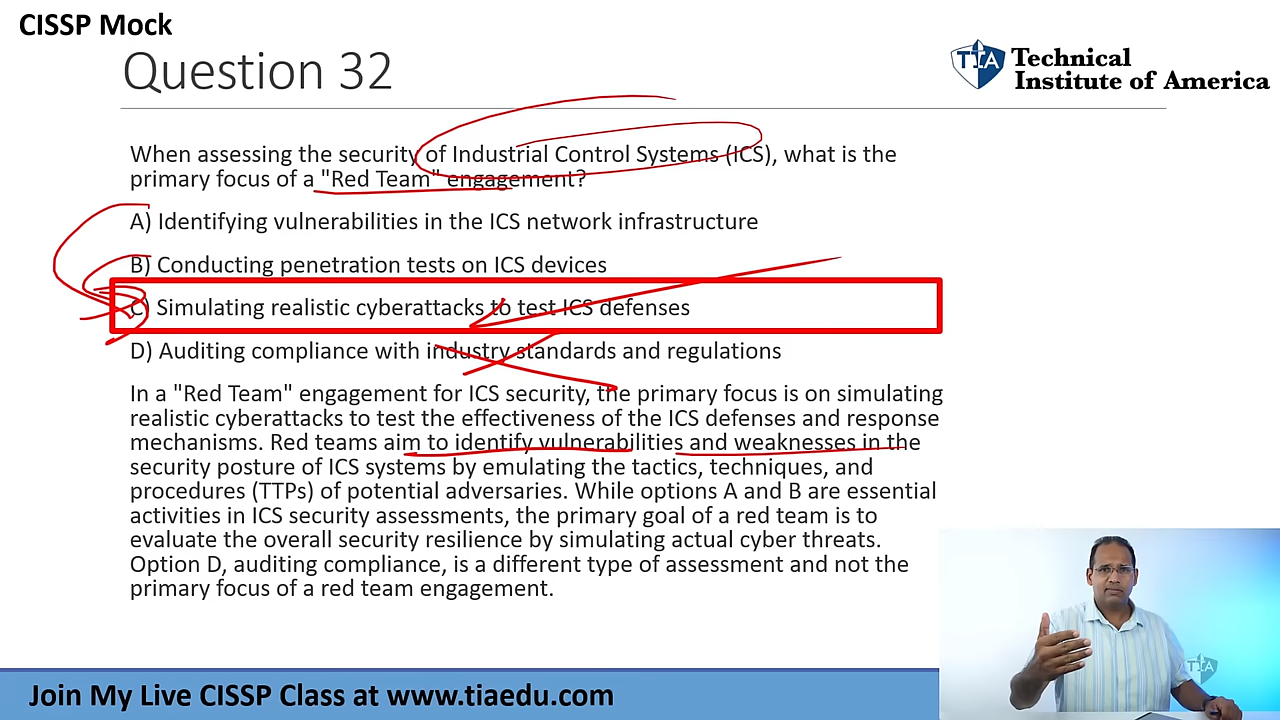 CISSP Mock
Question 32
TIA Technical
Institute of America
When assessing the security of Industrial Control Systems (ICS), what is the
primary focus of a "Red Team" engagement?
A) Identifying vulnerabilities in the ICS network infrastructure
B) Conducting penetration tests on ICS devices
C) Simulating realistic cyberattacks to test ICS defenses
D) Auditing compliance with industry standards and regulations
In a "Red Team" engagement for ICS security, the primary focus is on simulating
realistic cyberattacks to test the effectiveness of the ICS defenses and response
mechanisms. Red teams aim to identify vulnerabilities and weaknesses in the
security posture of ICS systems by emulating the tactics, techniques, and
procedures (TTPs) of potential adversaries. While options A and B are essential
activities in ICS security assessments, the primary goal of a red team is to
evaluate the overall security resilience by simulating actual cyber threats.
Option D, auditing compliance, is a different type of assessment and not the
primary focus of a red team engagement.
TIA
Join My Live CISSP Class at www.tiaedu.com